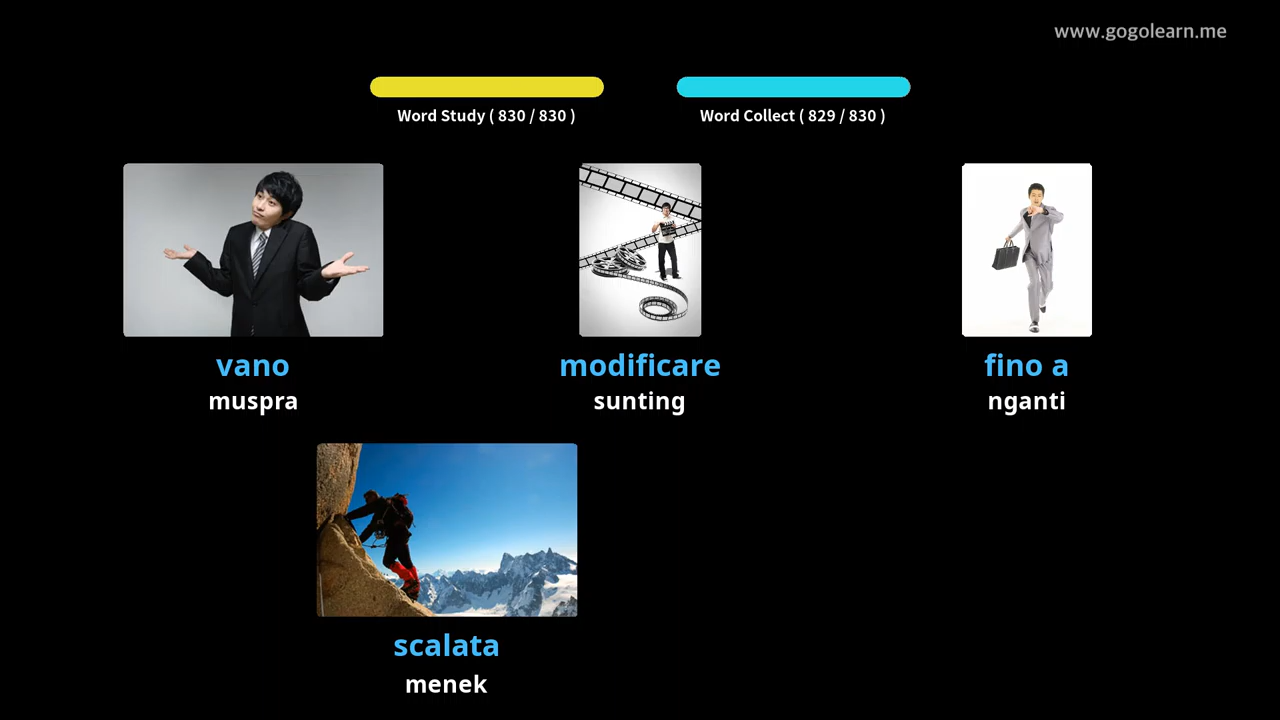 www.gogolearn.me
Word Study ( 830 / 830 )
Word Collect ( 829 / 830 )
vano
muspra
modificare
sunting
fino a
nganti
scalata
menek